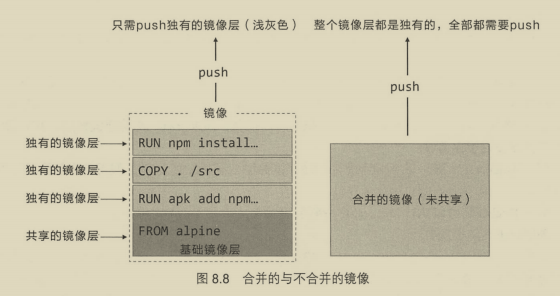 只需push独有的镜像层（浅灰色）
整个镜像层都是独有的，全部都需要push
push
push
镜像
独有的镜像层
RUN npm install…
独有的镜像层
COPY . /src
独有的镜像层
RUN apk add npm…
共享的镜像层
FROM alpine
基础镜像层
合并的镜像（未共享）
图 8.8 合并的与不合并的镜像